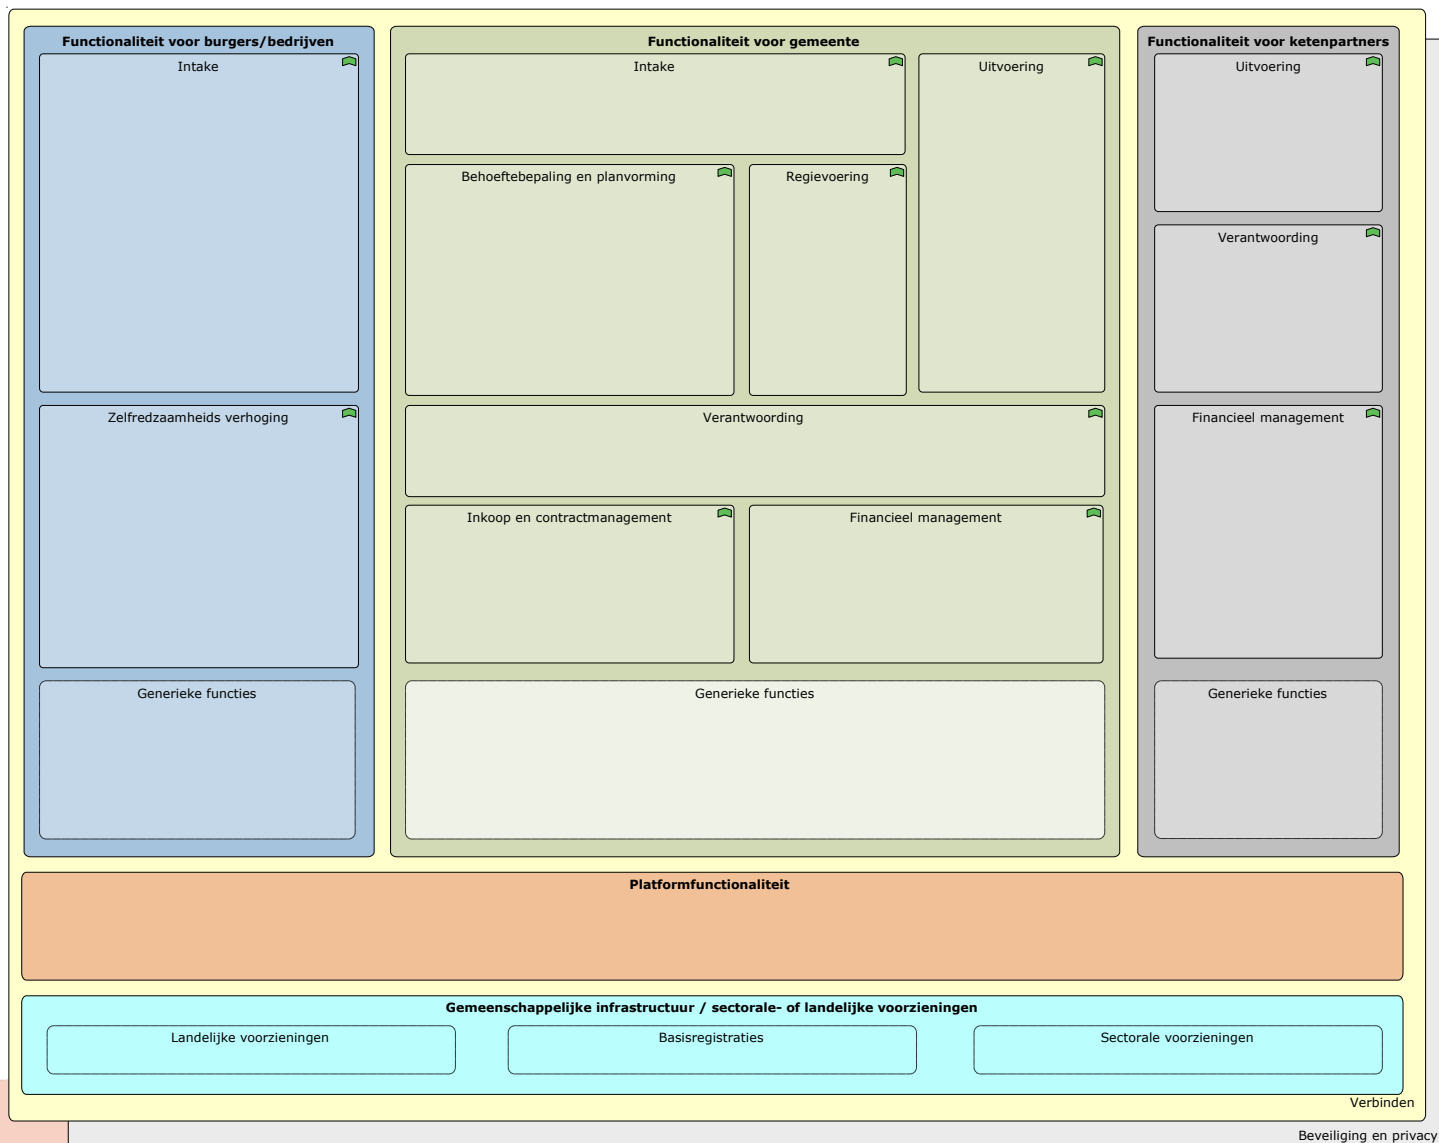 Functionaliteit voor burgers/bedrijven
Intake
Zelfredzaamheids verhoging
Generieke functies
Functionaliteit voor gemeente
Intake
Uitvoering
Behoeftebepaling en planvorming
Regievoering
Verantwoording
Inkoop en contractmanagement
Financieel management
Generieke functies
Functionaliteit voor ketenpartners
Uitvoering
Verantwoording
Financieel management
Generieke functies
Platformfunctionaliteit
Gemeenschappelijke infrastructuur / sectorale- of landelijke voorzieningen
Landelijke voorzieningen
Basisregistraties
Sectorale voorzieningen
Verbinden
Beveiliging en privacy